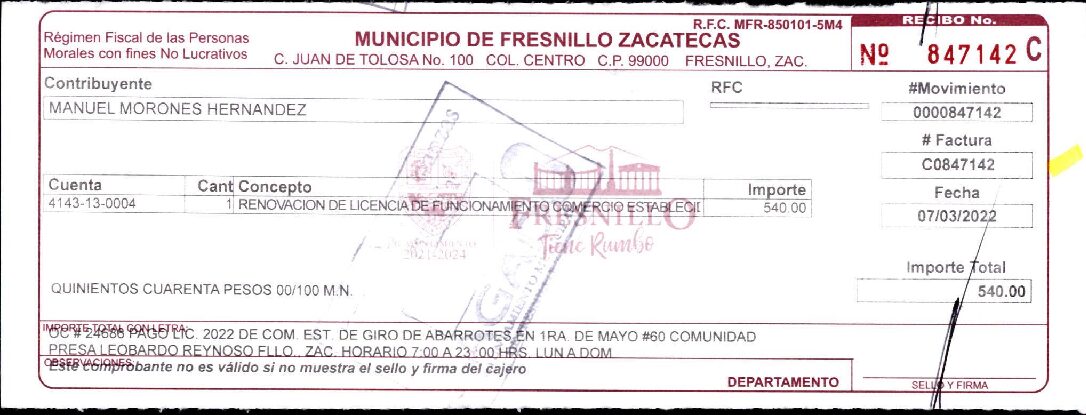 Régimen Fiscal de las Personas
Morales con fines No Lucrativos
R.F.C. MFR-850101-5M4
MUNICIPIO DE FRESNILLO ZACATECAS
C. JUAN DE TOLOSA No. 100 COL. CENTRO C.P. 99000 FRESNILLO, ZAC.
RECIBO No.
Nº 847142 C
Contribuyente
MANUEL MORONES HERNANDEZ
RFC
#Movimiento
0000847142
# Factura
C0847142
Fecha
07/03/2022
Cuenta Cant Concepto Importe
4143-13-0004 1 RENOVACION DE LICENCIA DE FUNCIONAMIENTO COMERCIO ESTABLECI 540.00
FRESNILLO
Tiene Rumbo
2021-2024
Importe Total
540.00
QUINIENTOS CUARENTA PESOS 00/100 M.N.
IMPORTE TOTAL CON LETRA:
OC # 24686 PAGO LIC. 2022 DE COM. EST. DE GIRO DE ABARROTES EN 1RA. DE MAYO #60 COMUNIDAD
PRESA LEOBARDO REYNOSO FLLO., ZAC. HORARIO 7:00 A 23:00 HRS. LUN A DOM
OBSERVACIONES:
Este comprobante no es válido si no muestra el sello y firma del cajero
DEPARTAMENTO
SELLO Y FIRMA